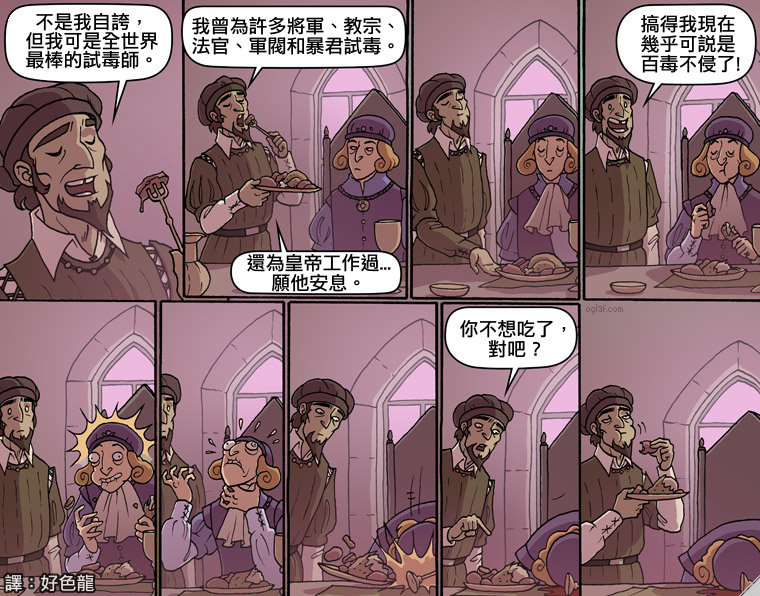 不是我自誇，
但我可是全世界
最棒的試毒師。
我曾為許多將軍、教宗、
法官、軍閥和暴君試毒。
還為皇帝工作過...
願他安息。
搞得我現在
幾乎可說是
百毒不侵了!
oglaf.com
你不想吃了，
對吧？
譯：好色龍